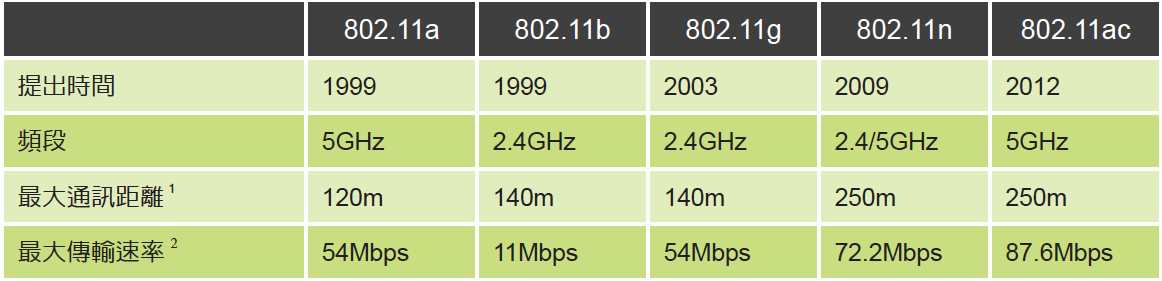 802.11a 802.11b 802.11g 802.11n 802.11ac
提出時間 1999 1999 2003 2009 2012
頻段 5GHz 2.4GHz 2.4GHz 2.4/5GHz 5GHz
最大通訊距離 1 120m 140m 140m 250m 250m
最大傳輸速率 2 54Mbps 11Mbps 54Mbps 72.2Mbps 87.6Mbps